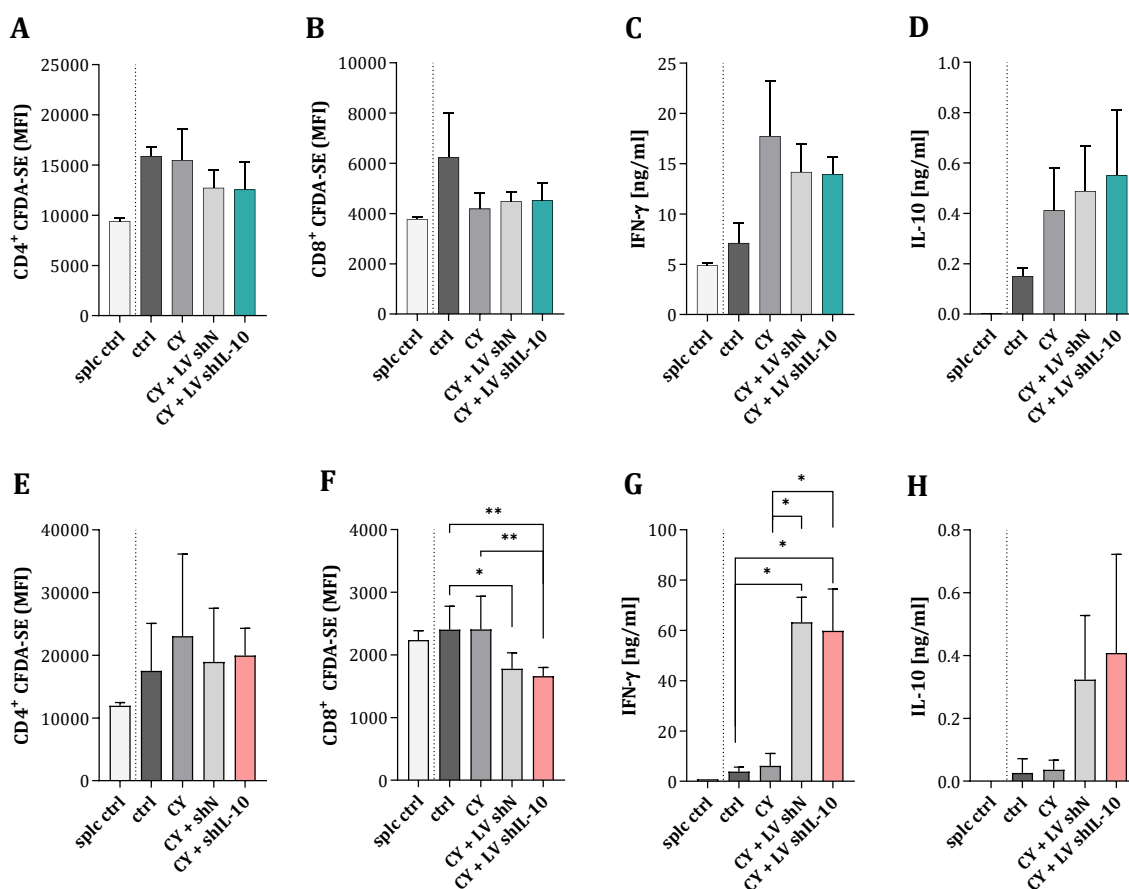 A
CD4+ CFDA-SE (MFI)
25000
20000
15000
10000
5000
0
splc ctrl
ctrl
CY
CY + LV shN
CY + LV shIL-10
B
CD8+ CFDA-SE (MFI)
10000
8000
6000
4000
2000
0
splc ctrl
ctrl
CY
CY + LV shN
CY + LV shIL-10
C
IFN-γ [ng/ml]
25
20
15
10
5
0
splc ctrl
ctrl
CY
CY + LV shN
CY + LV shIL-10
D
IL-10 [ng/ml]
1.0
0.8
0.6
0.4
0.2
0.0
splc ctrl
ctrl
CY
CY + LV shN
CY + LV shIL-10
E
CD4+ CFDA-SE (MFI)
40000
30000
20000
10000
0
splc ctrl
ctrl
CY
CY + shN
CY + shIL-10
F
CD8+ CFDA-SE (MFI)
4000
3000
2000
1000
0
**
**
*
splc ctrl
ctrl
CY
CY + LV shN
CY + LV shIL-10
G
IFN-γ [ng/ml]
100
80
60
40
20
0
*
*
*
*
splc ctrl
ctrl
CY
CY + LV shN
CY + LV shIL-10
H
IL-10 [ng/ml]
0.8
0.6
0.4
0.2
0.0
splc ctrl
ctrl
CY
CY + LV shN
CY + LV shIL-10